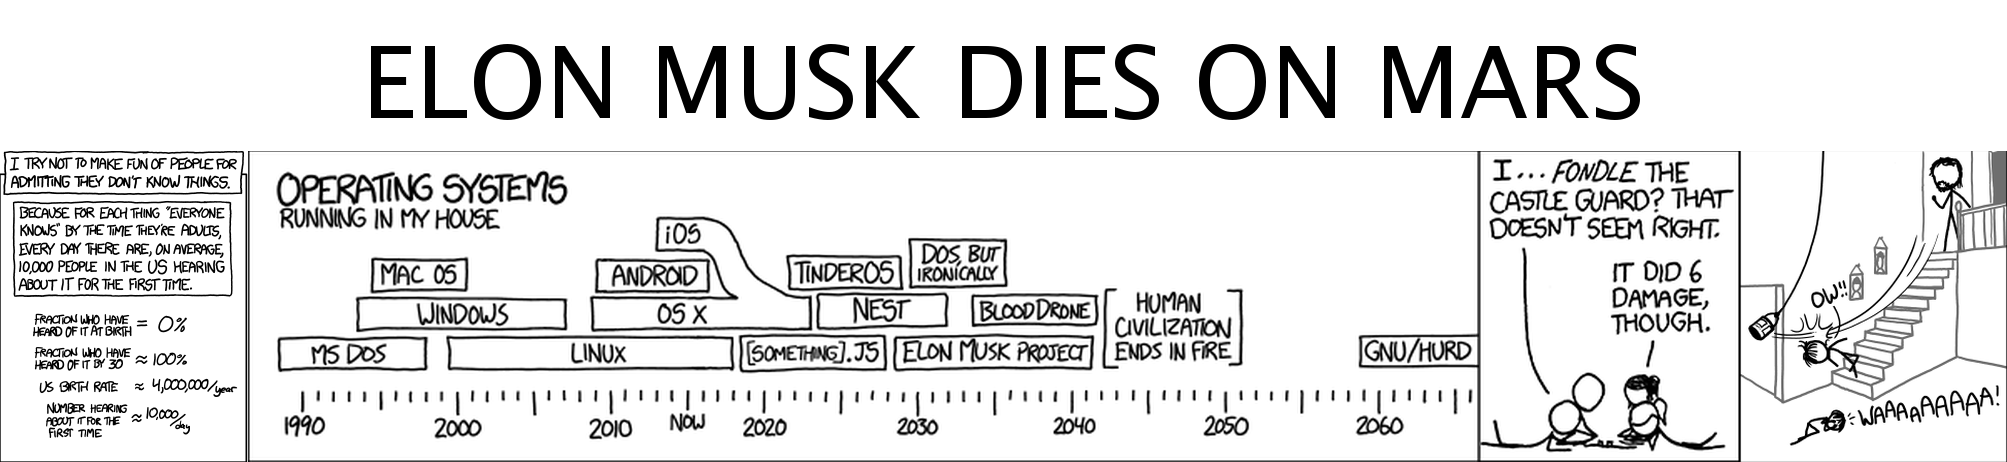 ELON MUSK DIES ON MARS
I TRY NOT TO MAKE FUN OF PEOPLE FOR
ADMITTING THEY DON'T KNOW THINGS.
BECAUSE FOR EACH THING "EVERYONE
KNOWS" BY THE TIME THEY'RE ADULTS,
EVERY DAY THERE ARE, ON AVERAGE,
10,000 PEOPLE IN THE US HEARING
ABOUT IT FOR THE FIRST TIME.
FRACTION WHO HAVE
HEARD OF IT AT BIRTH = 0%
FRACTION WHO HAVE
HEARD OF IT BY 30 ≈ 100%
US BIRTH RATE ≈ 4,000,000/year
NUMBER HEARING
ABOUT IT FOR THE ≈ 10,000/day
FIRST TIME
OPERATING SYSTEMS
RUNNING IN MY HOUSE
iOS
MAC OS
ANDROID
TINDEROS
DOS, BUT
IRONICALLY
WINDOWS
OS X
NEST
BLOODDRONE
MS DOS
LINUX
[SOMETHING].JS
ELON MUSK PROJECT
HUMAN
CIVILIZATION
ENDS IN FIRE
GNU/HURD
1990 2000 2010 NOW 2020 2030 2040 2050 2060
I... FONDLE THE
CASTLE GUARD? THAT
DOESN'T SEEM RIGHT.
IT DID 6
DAMAGE,
THOUGH.
OW!!
WAAAAAAAAA!